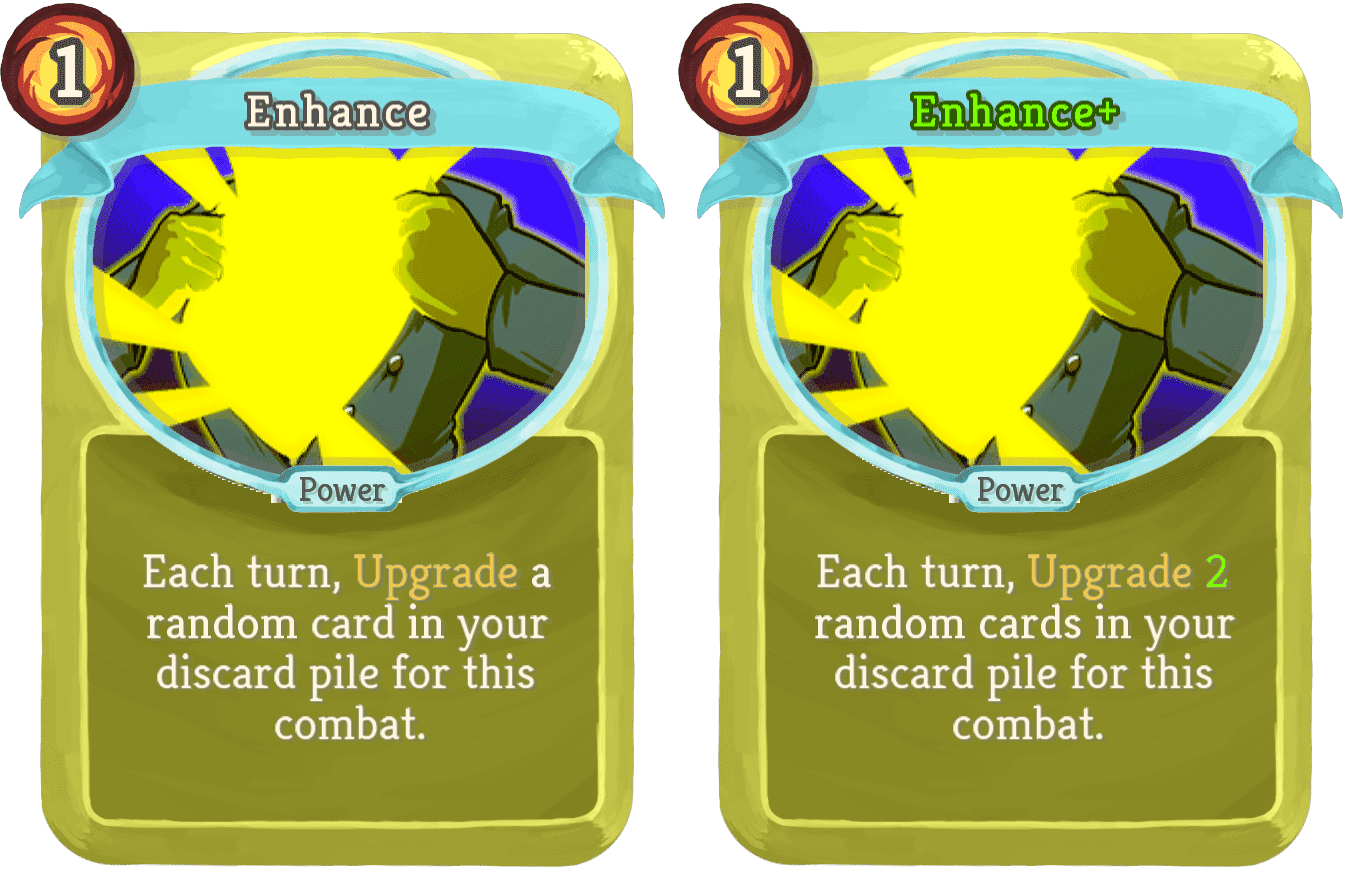 1
Enhance
Power
Each turn, Upgrade a
random card in your
discard pile for this
combat.
1
Enhance+
Power
Each turn, Upgrade 2
random cards in your
discard pile for this
combat.